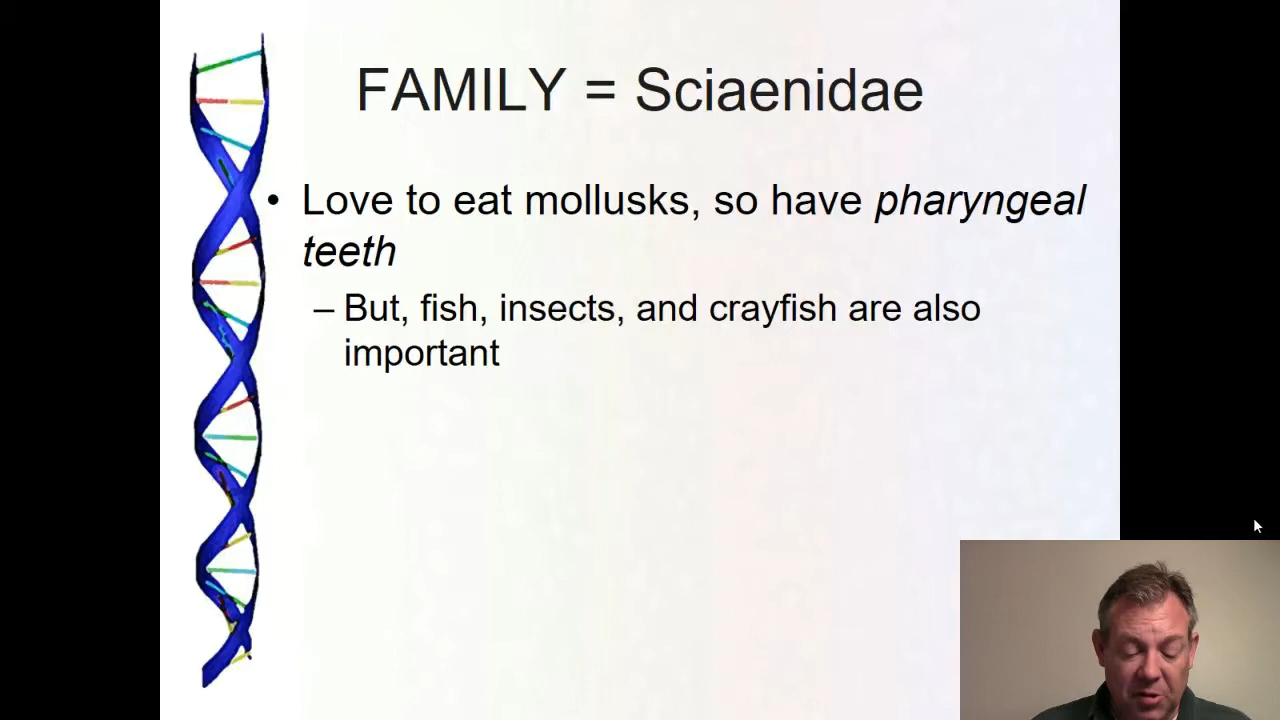 FAMILY = Sciaenidae
• Love to eat mollusks, so have pharyngeal
teeth
– But, fish, insects, and crayfish are also
important